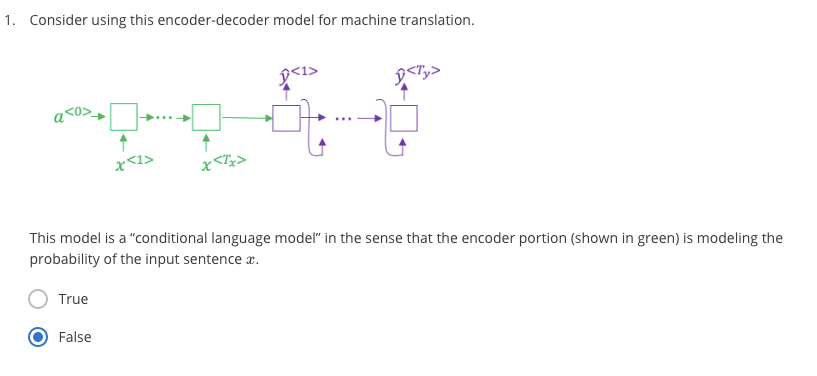 1. Consider using this encoder-decoder model for machine translation.
ŷ<1> ŷ<Ty>
a<0>
x<1> x<Tx>
This model is a “conditional language model” in the sense that the encoder portion (shown in green) is modeling the
probability of the input sentence x.
True
False